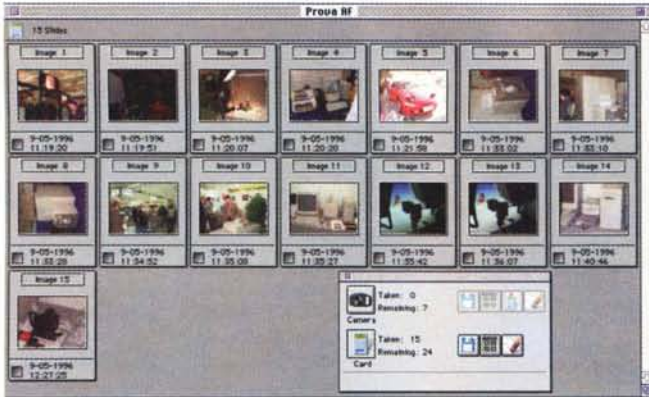 Prova AF
15 Slides
Image 1
Image 2
Image 3
Image 4
Image 5
Image 6
Image 7
9-05-1996
11:19:20
9-05-1996
11:19:51
9-05-1996
11:20:07
9-05-1996
11:20:20
9-05-1996
11:21:58
9-05-1996
11:33:02
9-05-1996
11:33:10
Image 8
Image 9
Image 10
Image 11
Image 12
Image 13
Image 14
9-05-1996
11:33:28
9-05-1996
11:34:52
9-05-1996
11:35:08
9-05-1996
11:35:27
9-05-1996
11:35:42
9-05-1996
11:36:07
9-05-1996
11:40:46
Image 15
9-05-1996
12:27:25
Taken: 0
Remaining: 7
Camera
Taken: 15
Remaining: 24
Card